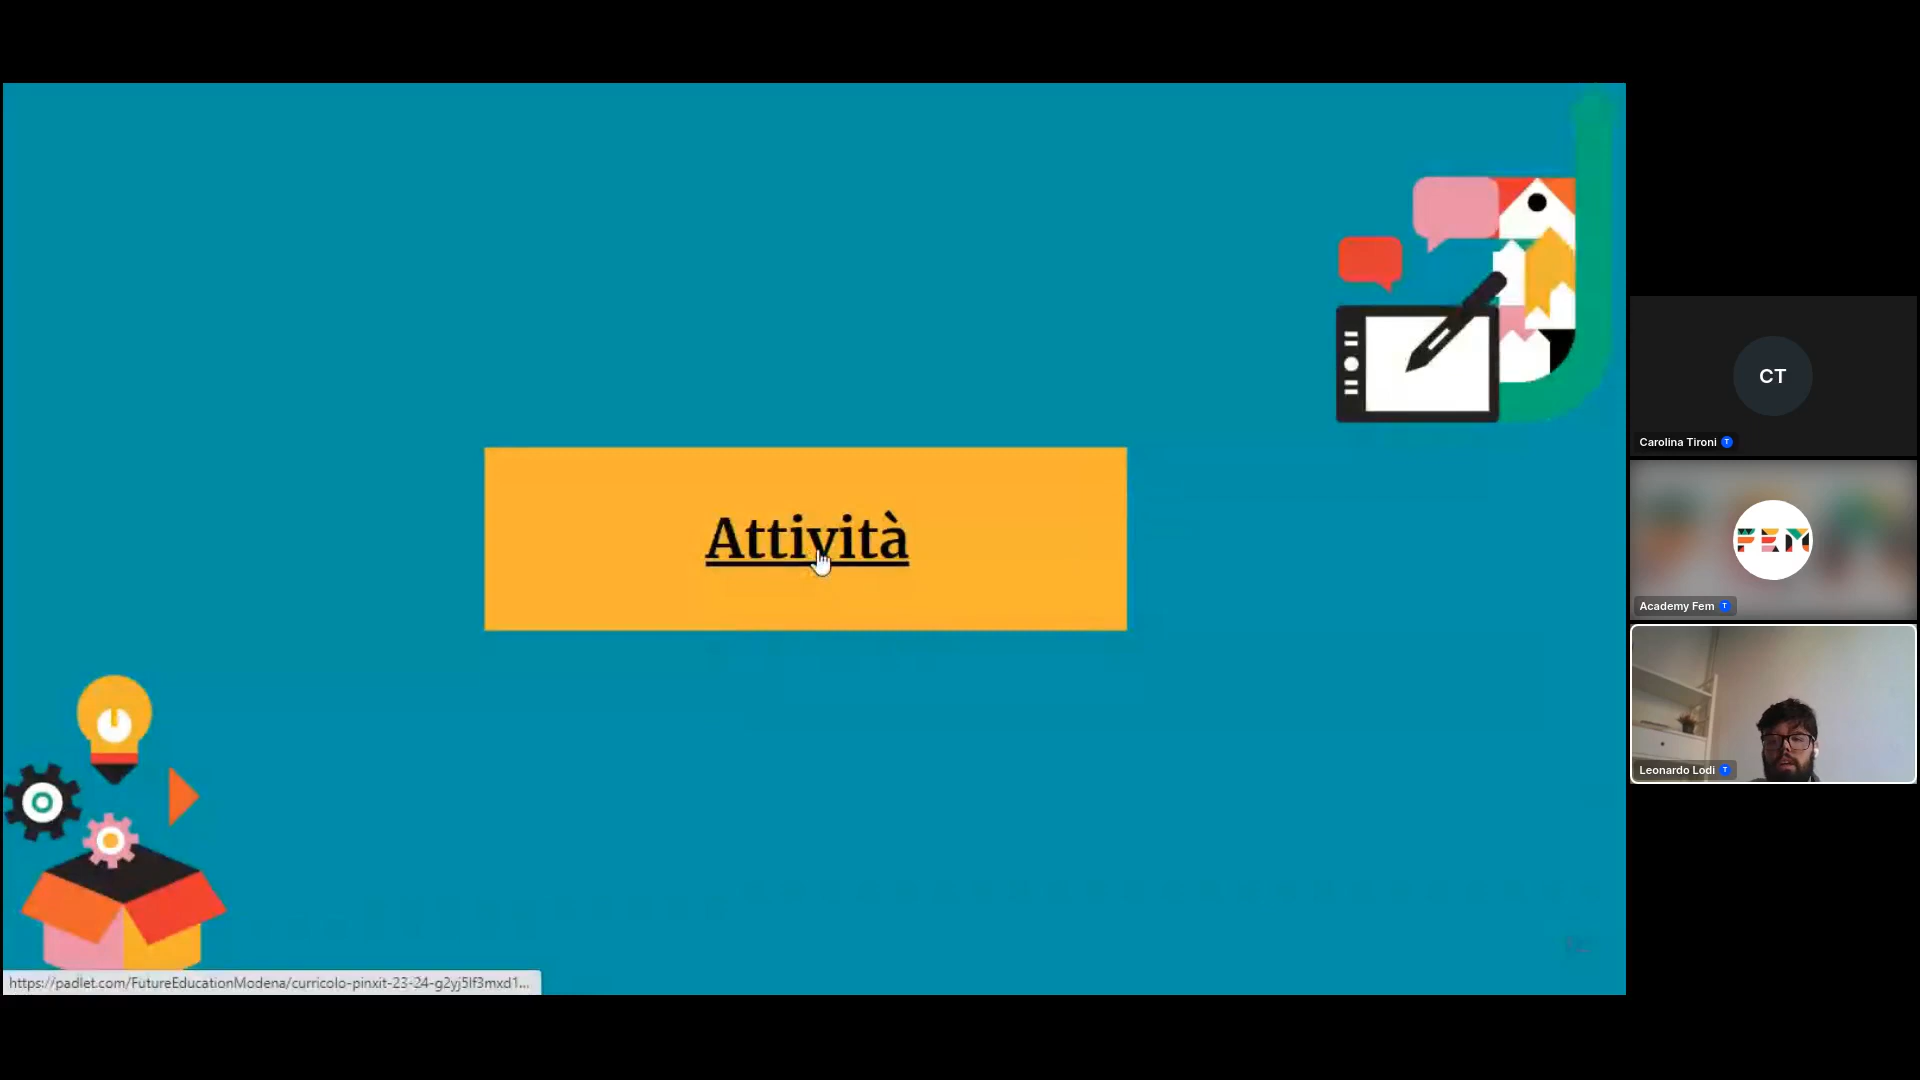 Attività
CT
Carolina Tironi T
FEM
Academy Fem T
Leonardo Lodi T
https://padlet.com/FutureEducationModena/curricolo-pinxit-23-24-g2yj5lf3mxd1...